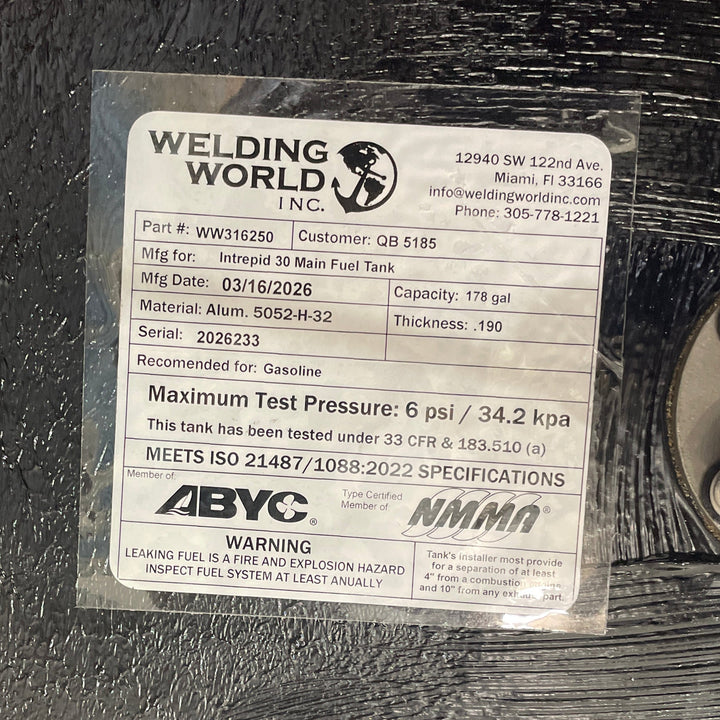 WELDING
WORLD
INC.
12940 SW 122nd Ave.
Miami, Fl 33166
info@weldingworldinc.com
Phone: 305-778-1221
Part #: WW316250 Customer: QB 5185
Mfg for: Intrepid 30 Main Fuel Tank
Mfg Date: 03/16/2026 Capacity: 178 gal
Material: Alum. 5052-H-32 Thickness: .190
Serial: 2026233
Recomended for: Gasoline
Maximum Test Pressure: 6 psi / 34.2 kpa
This tank has been tested under 33 CFR & 183.510 (a)
MEETS ISO 21487/1088:2022 SPECIFICATIONS
Member of:
ABYC®
Type Certified
Member of:
NMMA®
WARNING
LEAKING FUEL IS A FIRE AND EXPLOSION HAZARD
INSPECT FUEL SYSTEM AT LEAST ANUALLY
Tank's installer most provide
for a separation of at least
4" from a combustion engine
and 10" from any exhaust part.